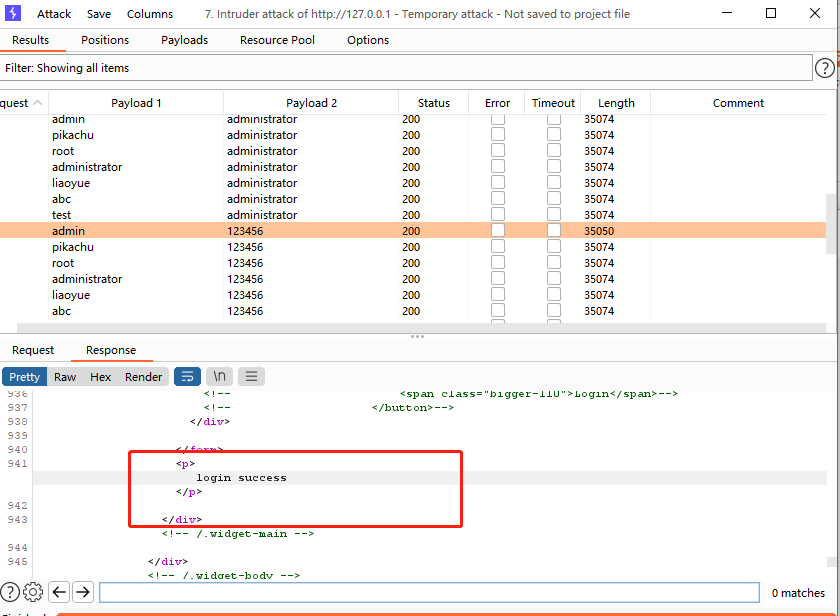 Attack Save Columns 7. Intruder attack of http://127.0.0.1 - Temporary attack - Not saved to project file
Results Positions Payloads Resource Pool Options
Filter: Showing all items
?
quest Payload 1 Payload 2 Status Error Timeout Length Comment
admin administrator 200 35074
pikachu administrator 200 35074
root administrator 200 35074
administrator administrator 200 35074
liaoyue administrator 200 35074
abc administrator 200 35074
test administrator 200 35074
admin 123456 200 35050
pikachu 123456 200 35074
root 123456 200 35074
administrator 123456 200 35074
liaoyue 123456 200 35074
abc 123456 200 35074
Request Response
Pretty Raw Hex Render \n
936 <!-- <span class="bigger-110">Login</span>-->
937 <!-- </button>-->
938 </div>
939
940 </form>
941 <p>
login success
</p>
942
943 </div>
<!-- /.widget-main -->
944
945 </div>
<!-- /.widget-body -->
? 0 matches